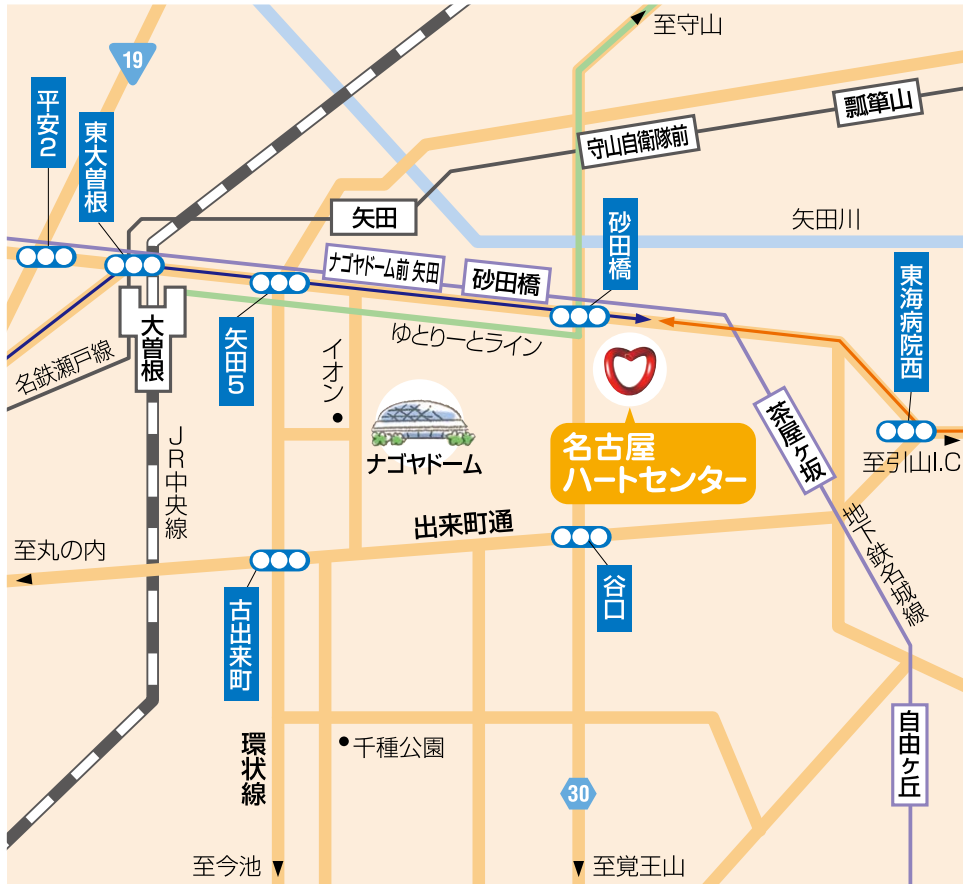 至守山
19
瓢箪山
平安2
守山自衛隊前
東大曽根
矢田
矢田川
砂田橋
ナゴヤドーム前 矢田
砂田橋
東海病院西
大曽根
ゆとりーとライン
矢田5
イオン
名鉄瀬戸線
茶屋ヶ坂
JR中央線
名古屋
ハートセンター
ナゴヤドーム
至引山I.C
出来町通
地下鉄名城線
至丸の内
谷口
古出来町
自由ヶ丘
環状線
千種公園
30
至今池
至覚王山